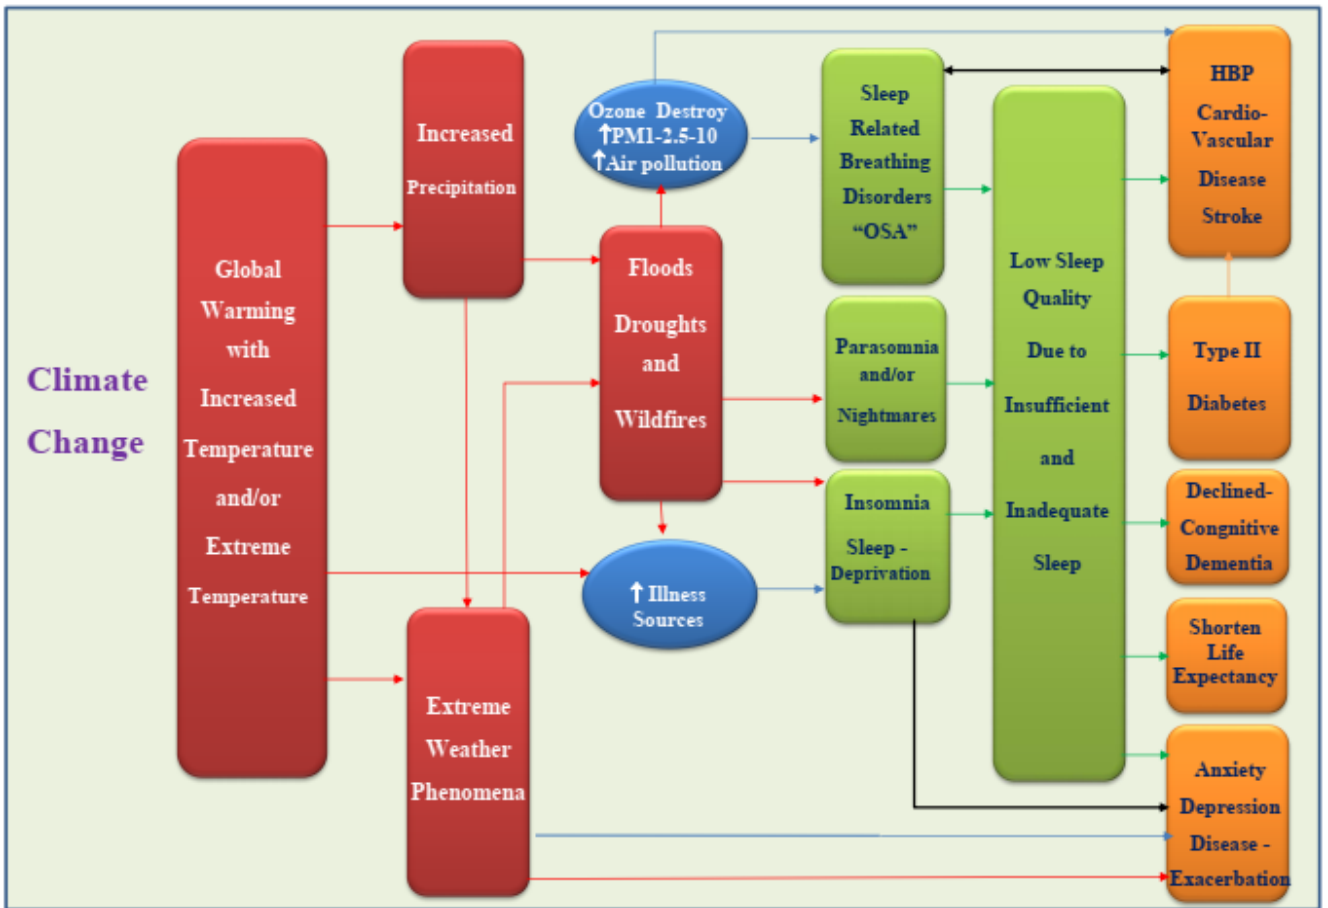 Climate
Change
Global
Warming
with
Increased
Temperature
and/or
Extreme
Temperature
Increased
Precipitation
Extreme
Weather
Phenomena
Floods
Droughts
and
Wildfires
Ozone Destroy
↑PM1-2.5-10
↑Air pollution
↑ Illness
Sources
Sleep
Related
Breathing
Disorders
“OSA”
Parasomnia
and/or
Nightmares
Insomnia
Sleep -
Deprivation
Low Sleep
Quality
Due to
Insufficient
and
Inadequate
Sleep
HBP
Cardio-
Vascular
Disease
Stroke
Type II
Diabetes
Declined-
Congnitive
Dementia
Shorten
Life
Expectancy
Anxiety
Depression
Disease -
Exacerbation